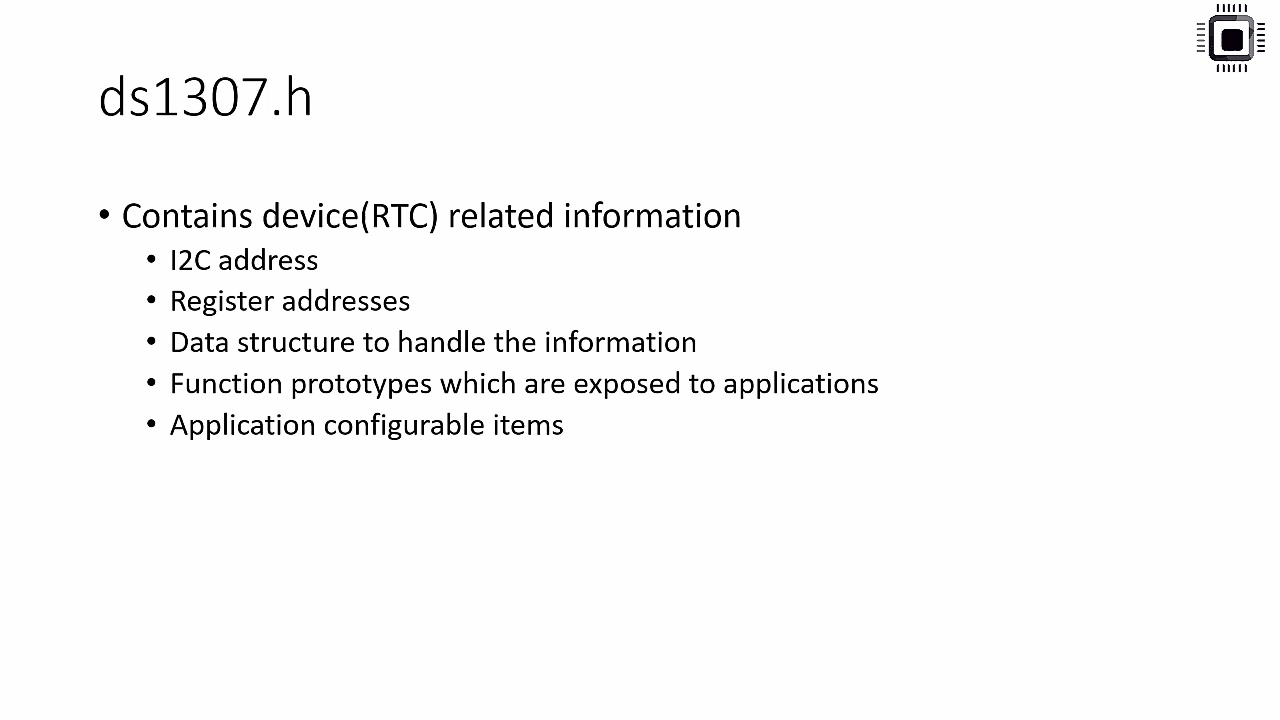 ds1307.h
• Contains device(RTC) related information
• I2C address
• Register addresses
• Data structure to handle the information
• Function prototypes which are exposed to applications
• Application configurable items